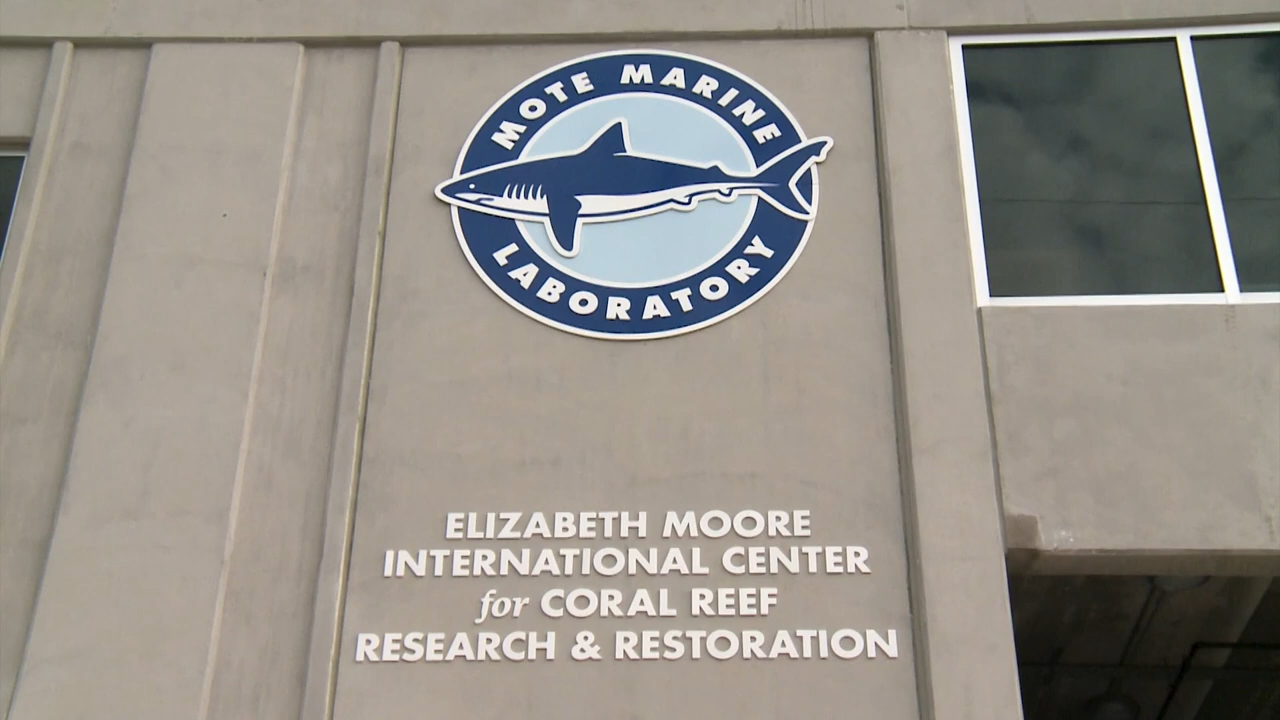 MOTE MARINE
LABORATORY
ELIZABETH MOORE
INTERNATIONAL CENTER
for CORAL REEF
RESEARCH & RESTORATION